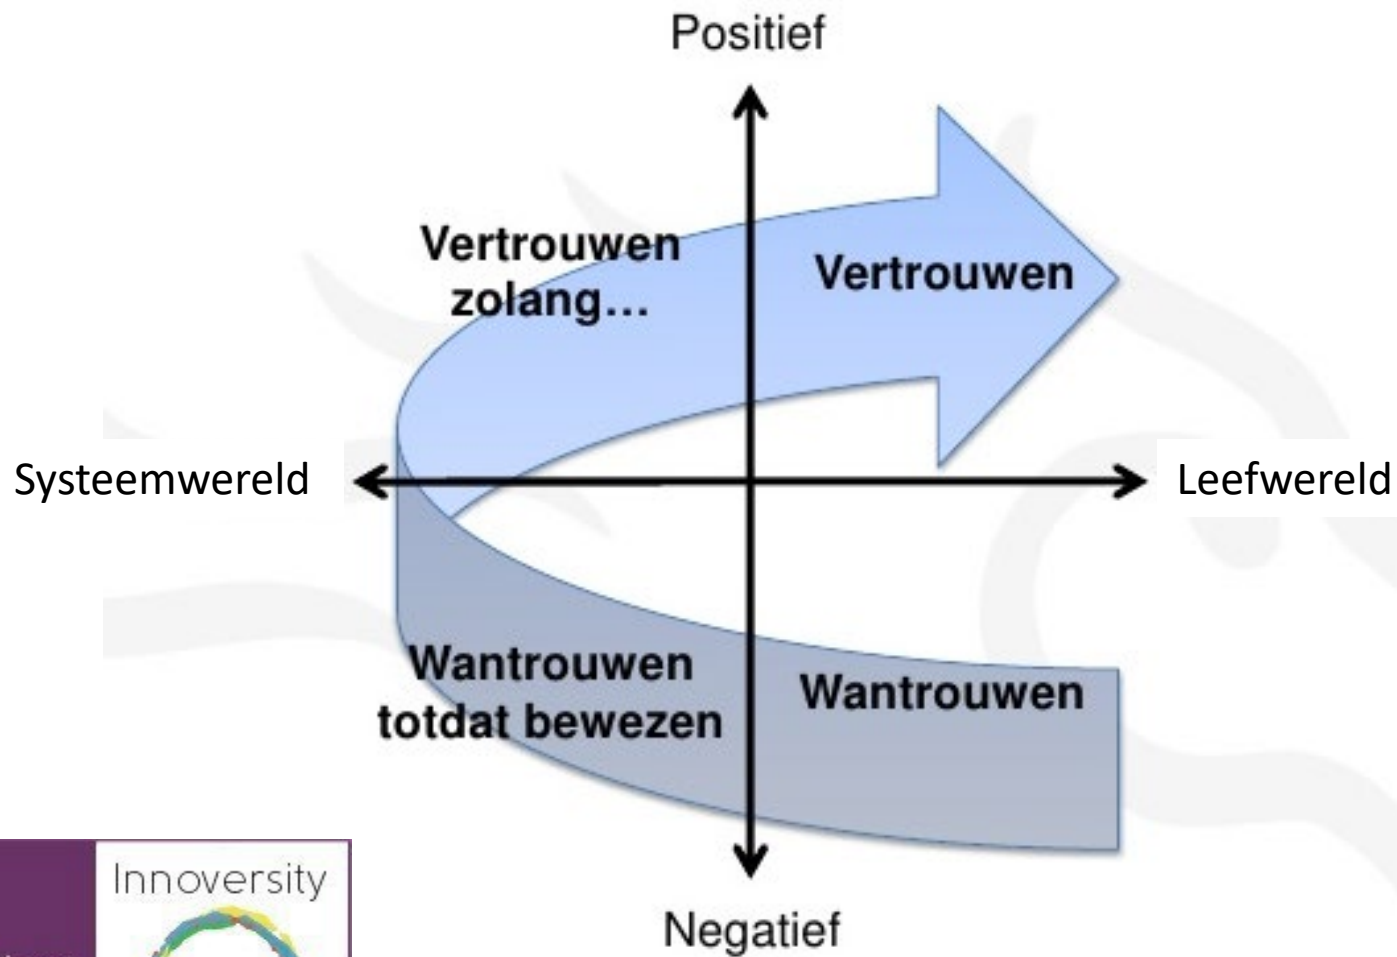 Positief
Vertrouwen
zolang...
Vertrouwen
Systeemwereld
Leefwereld
Wantrouwen
totdat bewezen
Wantrouwen
Innoversity
Negatief